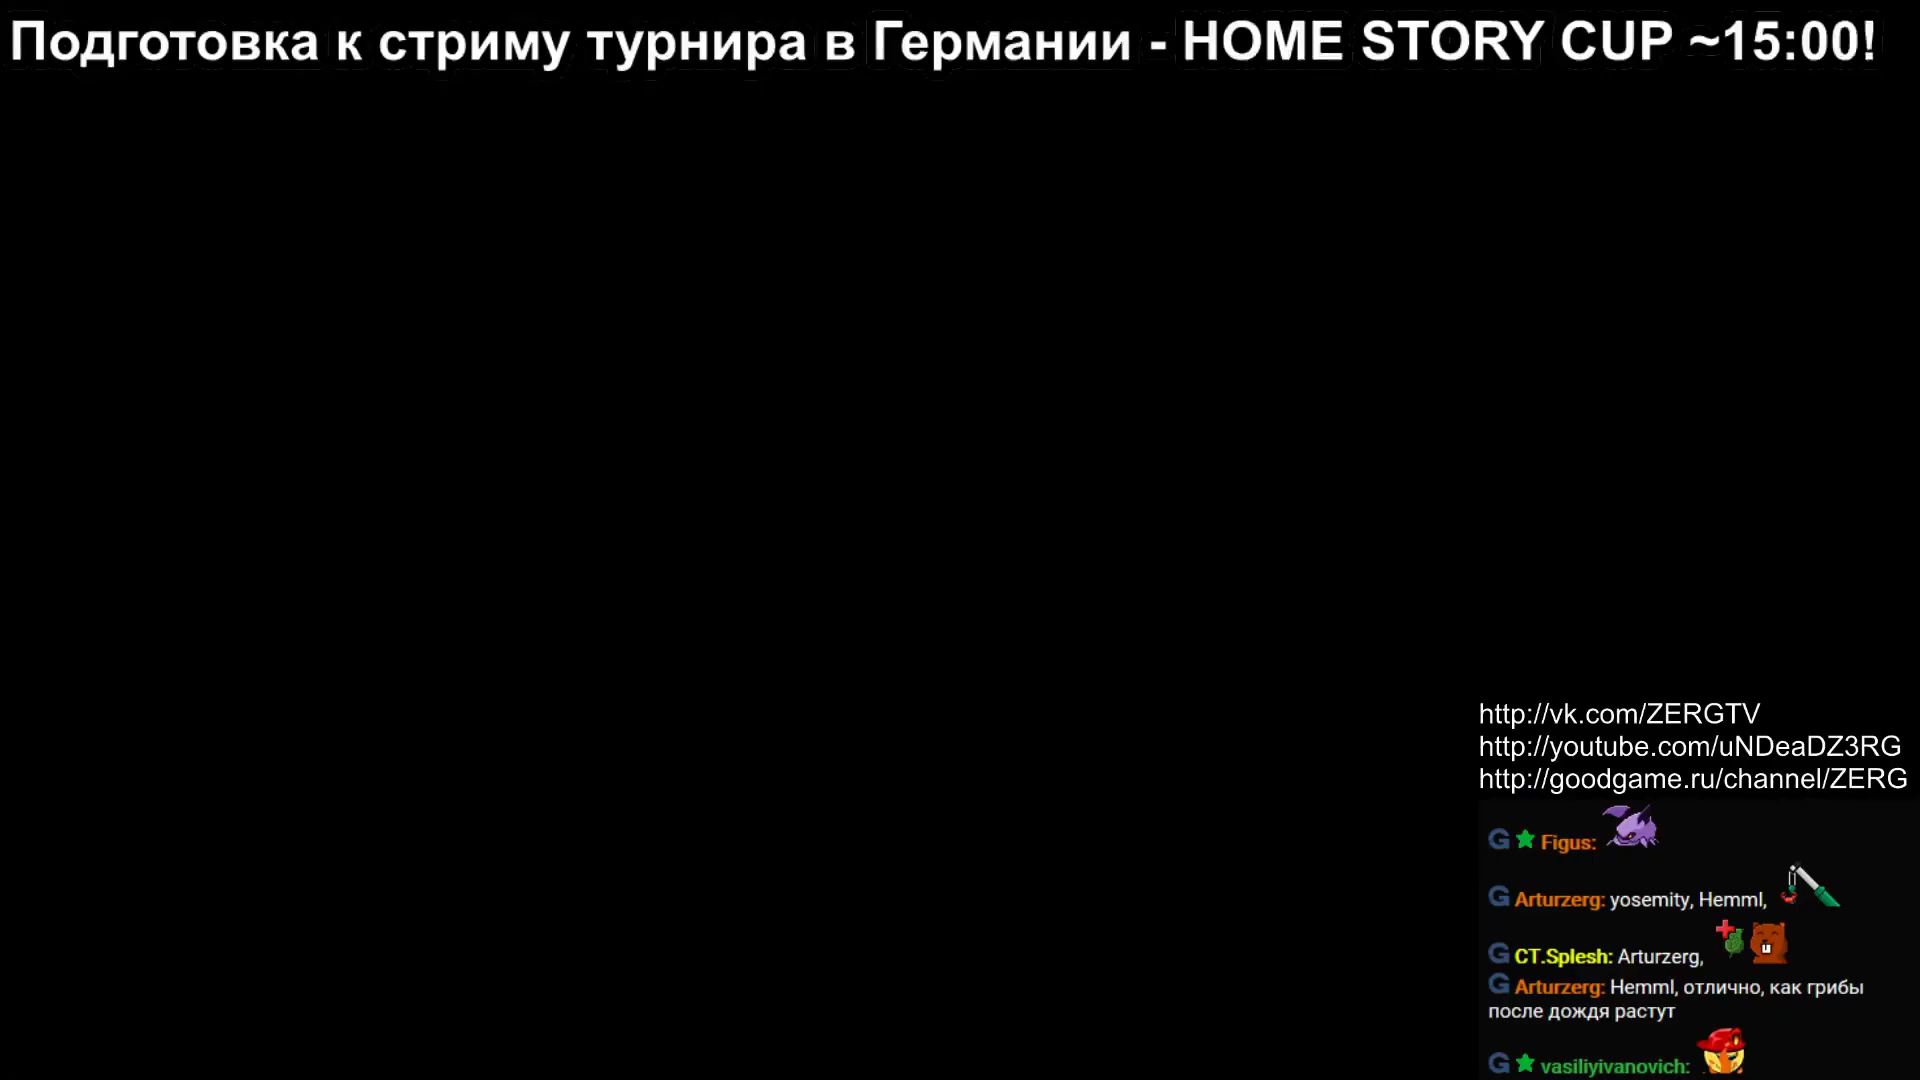 Подготовка к стриму турнира в Германии - HOME STORY CUP ~15:00!
http://vk.com/ZERGTV
http://youtube.com/uNDeaDZ3RG
http://goodgame.ru/channel/ZERG
G Figus:
G Arturzerg: yosemity, Hemml,
G CT.Splesh: Arturzerg,
G Arturzerg: Hemml, отлично, как грибы
после дождя растут
G vasiliyivanovich: